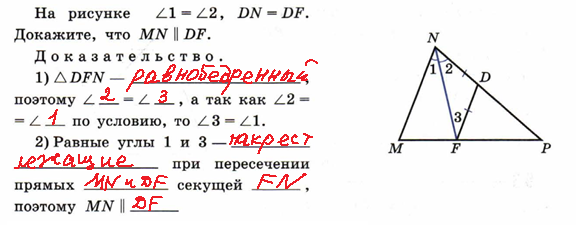 На рисунке ∠1 = ∠2, DN = DF.
Докажите, что MN ∥ DF.
Доказательство.
1) △DFN — равнобедренный,
поэтому ∠ 2 = ∠ 3 , а так как ∠2 =
= ∠ 1 по условию, то ∠3 = ∠1.
2) Равные углы 1 и 3 — накрест
лежащие при пересечении
прямых MN и DF секущей FN ,
поэтому MN ∥ DF
N
1 2
D
3
M F P